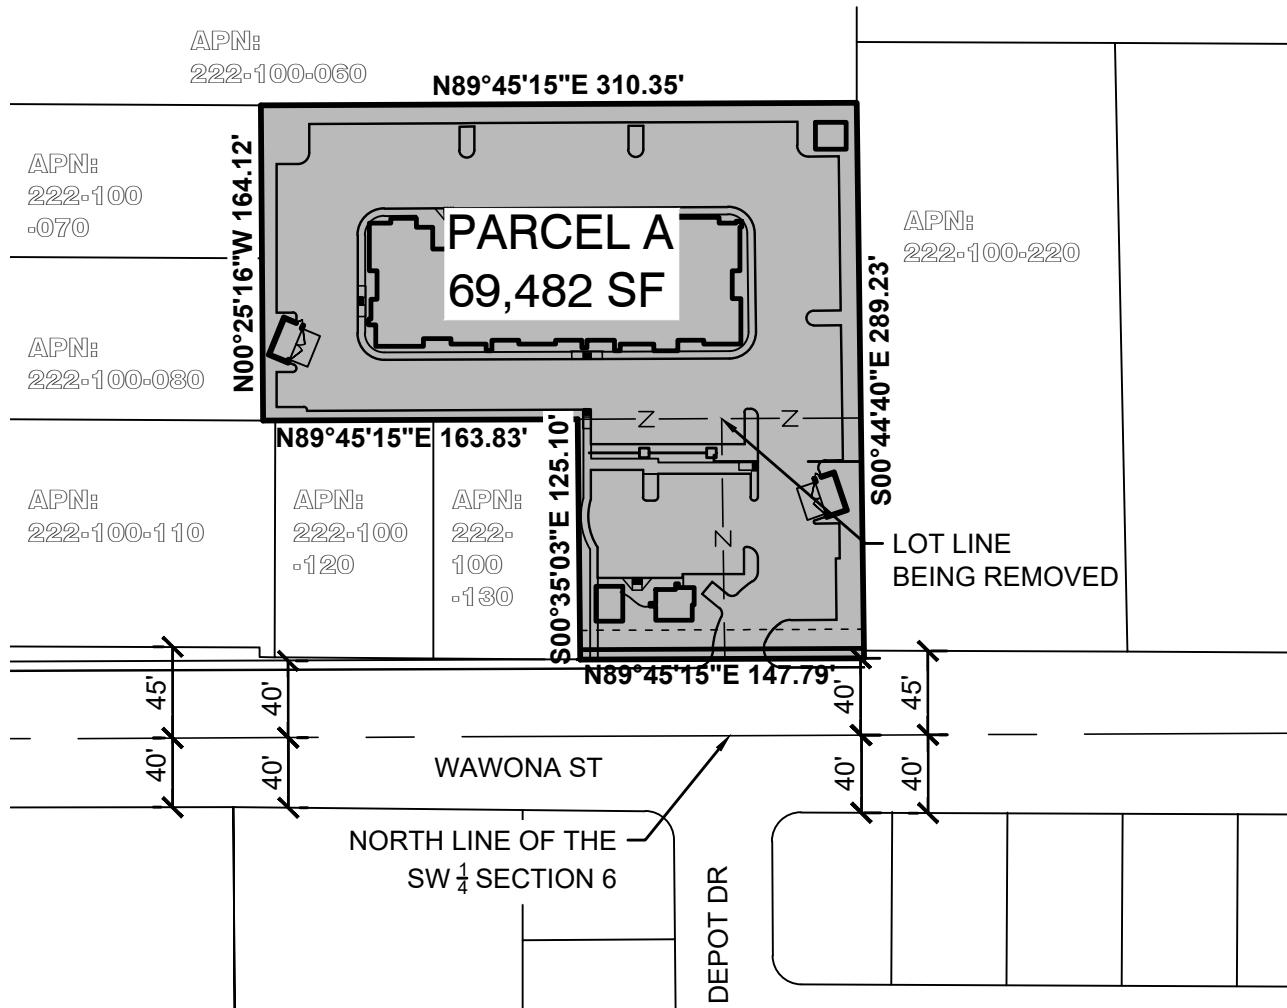 APN:
222-100-060
N89°45'15"E 310.35'
APN:
222-100
-070
N00°25'16"W 164.12'
PARCEL A
69,482 SF
APN:
222-100-220
S00°44'40"E 289.23'
APN:
222-100-080
N89°45'15"E 163.83'
S00°35'03"E 125.10'
Z
Z
Z
APN:
222-100-110
APN:
222-100
-120
APN:
222-
100
-130
LOT LINE
BEING REMOVED
N89°45'15"E 147.79'
45'
40'
40'
45'
40'
40'
40'
40'
WAWONA ST
NORTH LINE OF THE
SW 1/4 SECTION 6
DEPOT DR